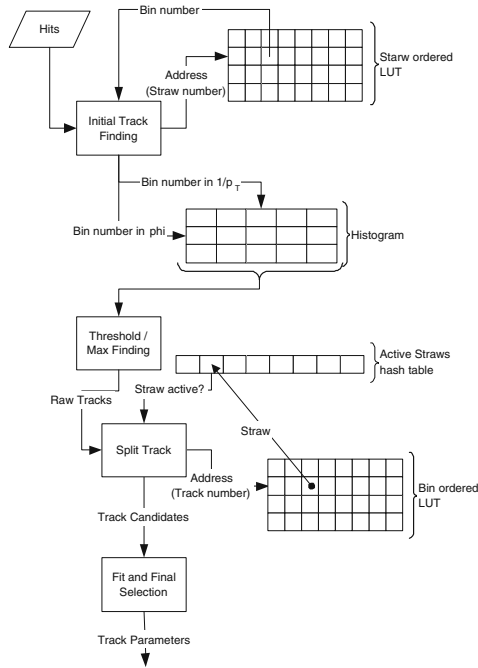 Hits
Bin number
Starw ordered
LUT
Address
(Straw number)
Initial Track
Finding
Bin number in 1/p T
Bin number in phi
Histogram
Threshold /
Max Finding
Active Straws
hash table
Raw Tracks
Straw active?
Straw
Split Track
Address
(Track number)
Bin ordered
LUT
Track Candidates
Fit and Final
Selection
Track Parameters